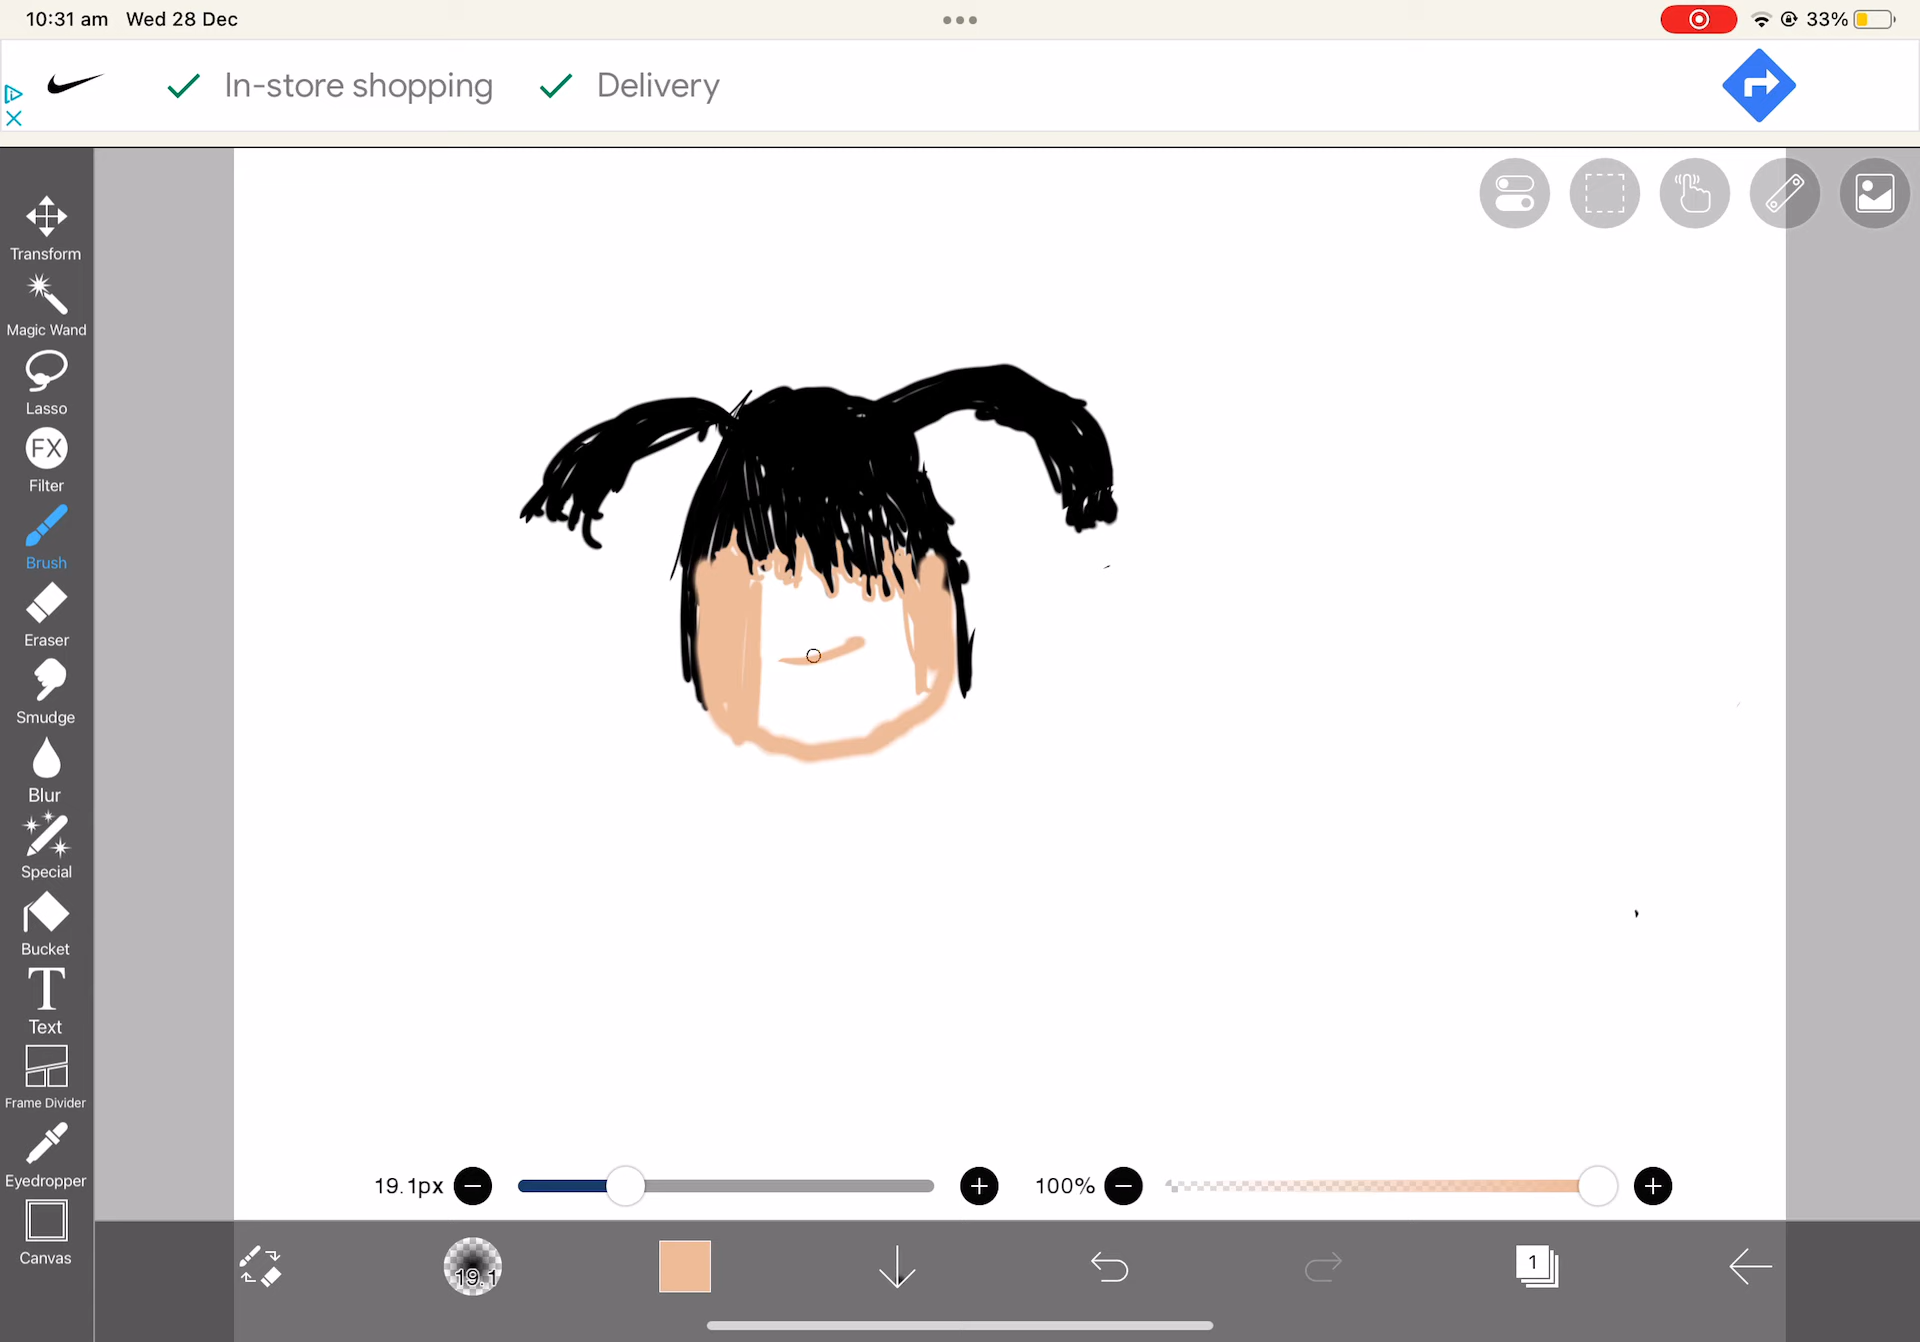 10:31 am Wed 28 Dec
33%
In-store shopping Delivery
Transform
Magic Wand
Lasso
FX
Filter
Brush
Eraser
Smudge
Blur
Special
Bucket
T
Text
Frame Divider
Eyedropper
Canvas
19.1px
100%
19.1
1